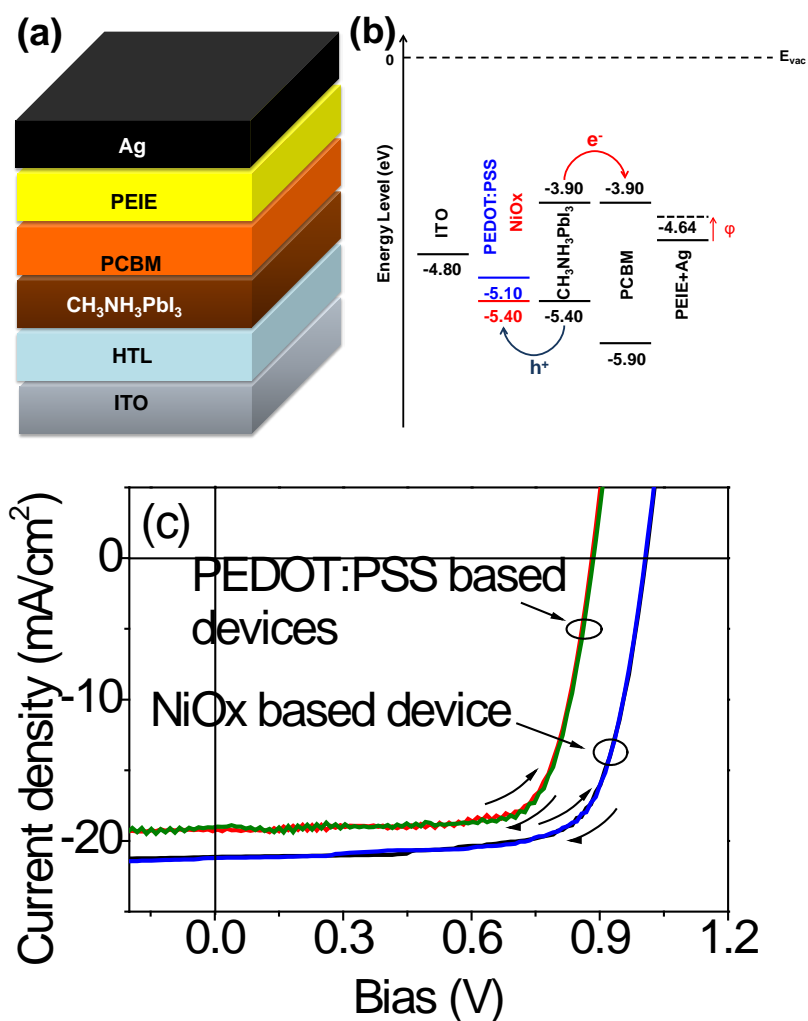 (a)
Ag
PEIE
PCBM
CH₃NH₃PbI₃
HTL
ITO
(b)
0
E_vac
Energy Level (eV)
ITO
-4.80
PEDOT:PSS
NiOx
-5.10
-5.40
e⁻
-3.90
CH₃NH₃PbI₃
-5.40
h⁺
-3.90
PCBM
-5.90
-4.64
φ
PEIE+Ag
(c)
PEDOT:PSS based
devices
NiOx based device
Current density (mA/cm²)
0
-10
-20
0.0 0.3 0.6 0.9 1.2
Bias (V)